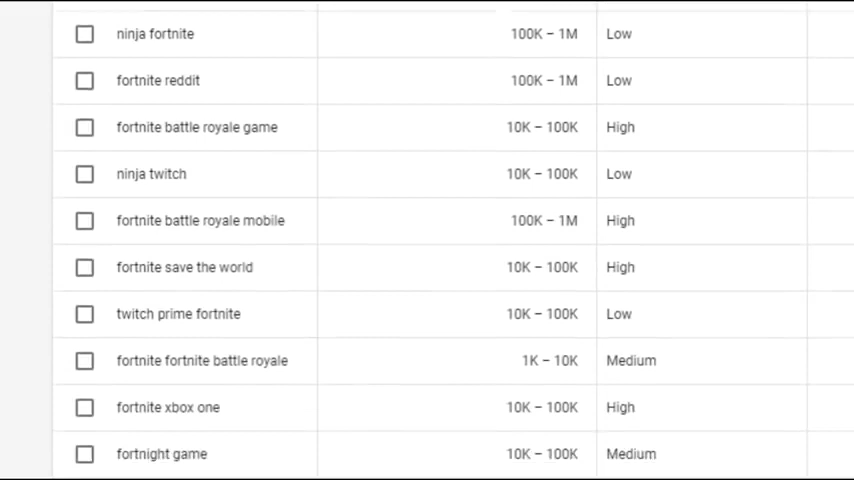 ninja fortnite 100K – 1M Low
fortnite reddit 100K – 1M Low
fortnite battle royale game 10K – 100K High
ninja twitch 10K – 100K Low
fortnite battle royale mobile 100K – 1M High
fortnite save the world 10K – 100K High
twitch prime fortnite 10K – 100K Low
fortnite fortnite battle royale 1K – 10K Medium
fortnite xbox one 10K – 100K High
fortnight game 10K – 100K Medium